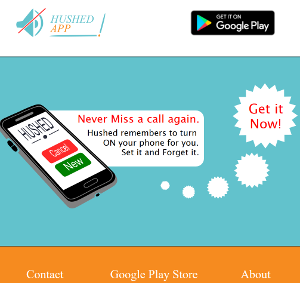 HUSHED
APP
GET IT ON
Google Play
Never Miss a call again.
Hushed remembers to turn
ON your phone for you,
Set it and Forget it.
HUSHED
Cancel
New
Get it
Now!
Contact
Google Play Store
About